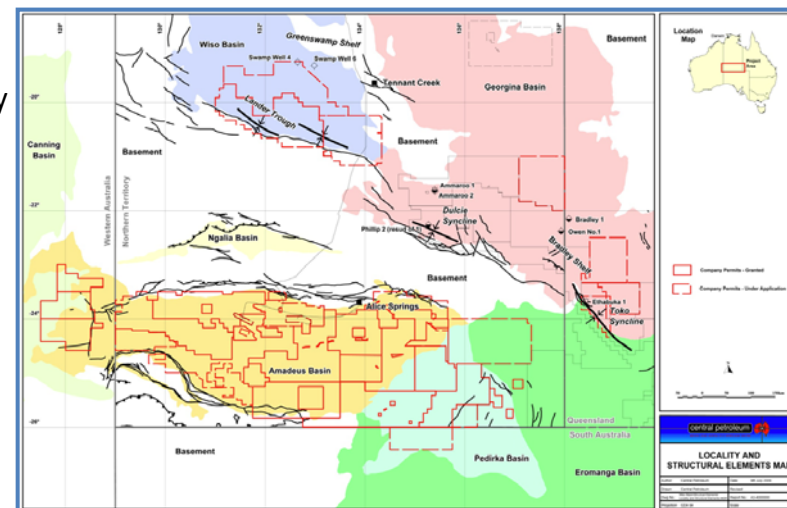 y
Wiso Basin
Greenswamp Shelf
Swamp Well 4
Swamp Well 6
Tennant Creek
Basement
Georgina Basin
Lander Trough
Canning
Basin
Basement
Basement
Western Australia
Northern Territory
Ammaroo 1
Ammaroo 2
Dulcie
Syncline
Bradley 1
Owen No.1
Ngalia Basin
Bradley Shelf
Basement
Alice Springs
Ethabuka 1
Toko
Syncline
Amadeus Basin
Queensland
South Australia
Basement
Pedirka Basin
Eromanga Basin
Location
Map
Company Permits - Granted
Company Permits - Under Application
central petroleum
LOCALITY AND
STRUCTURAL ELEMENTS MA